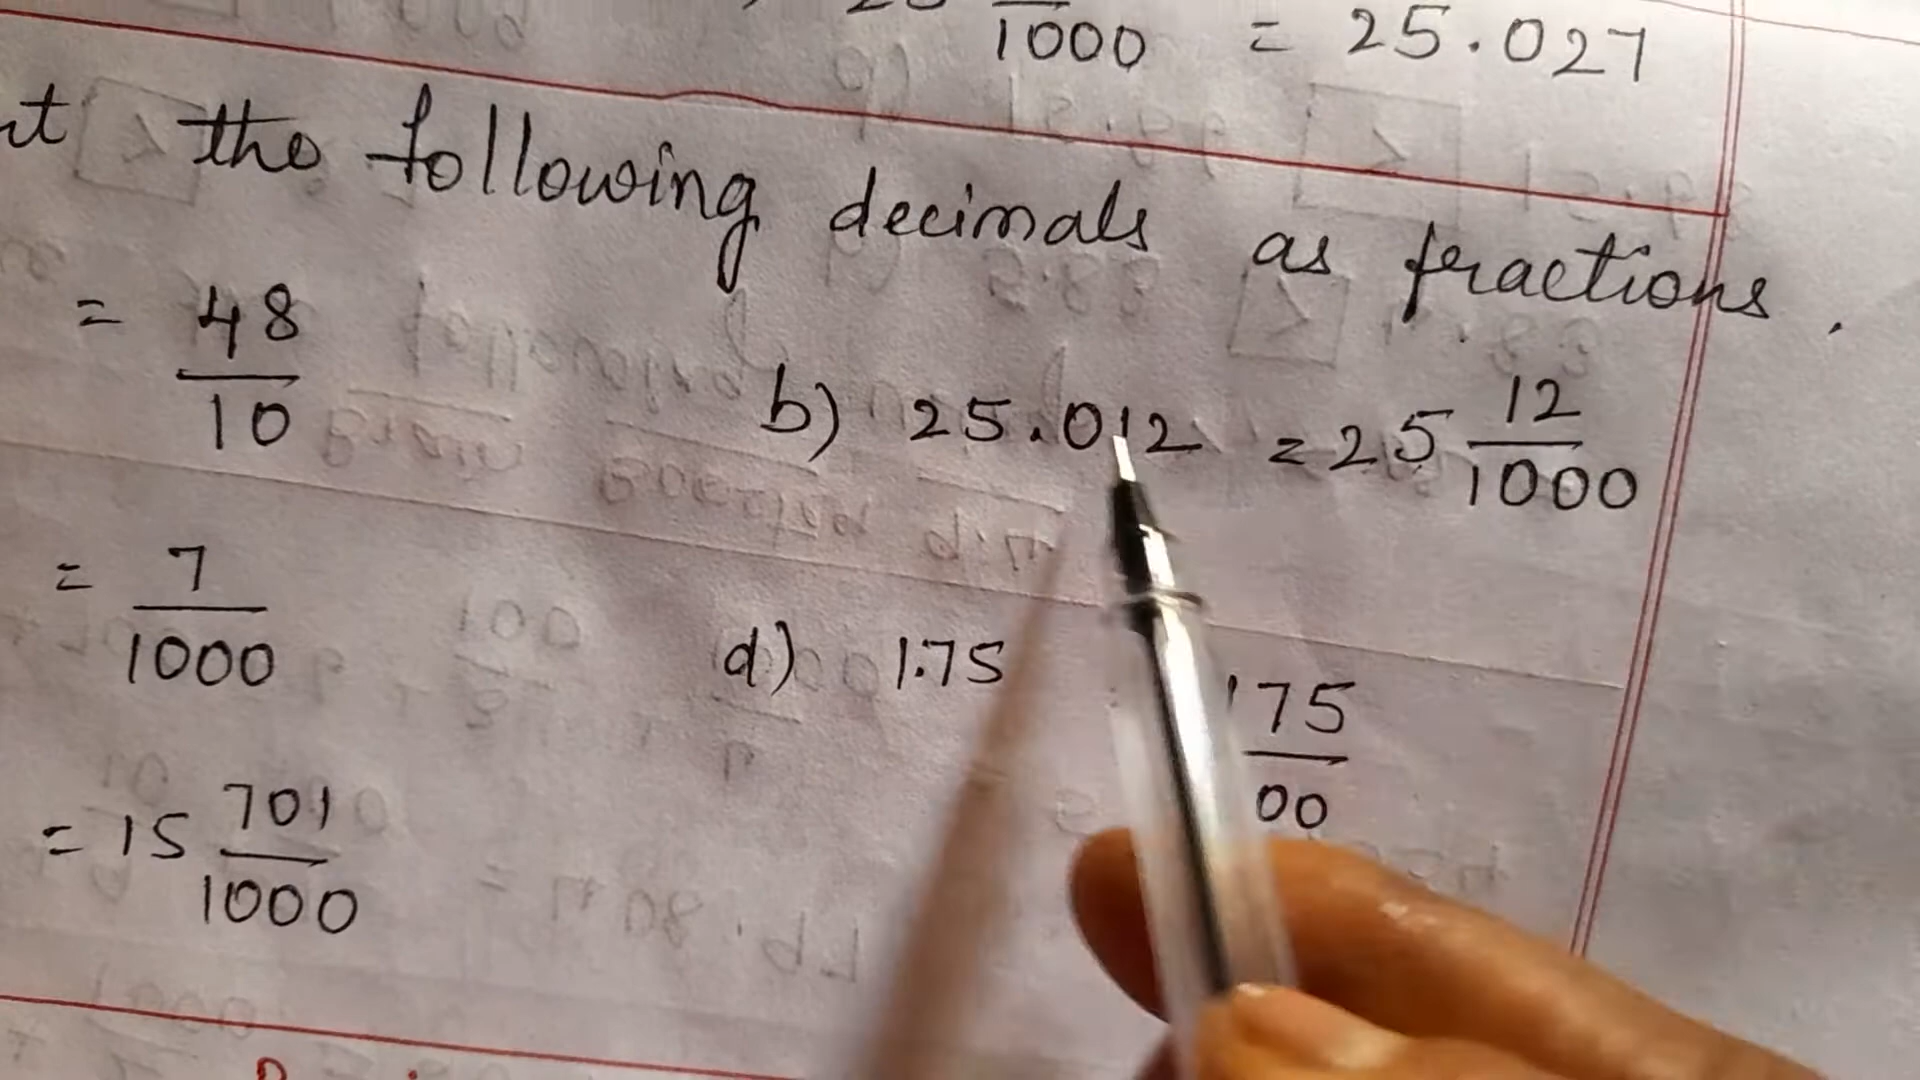 1000 = 25.027
the following decimals as fractions.
= 48/10 b) 25.012 = 25 12/1000
= 7/1000 d) 1.75 175/00
= 15 701/1000